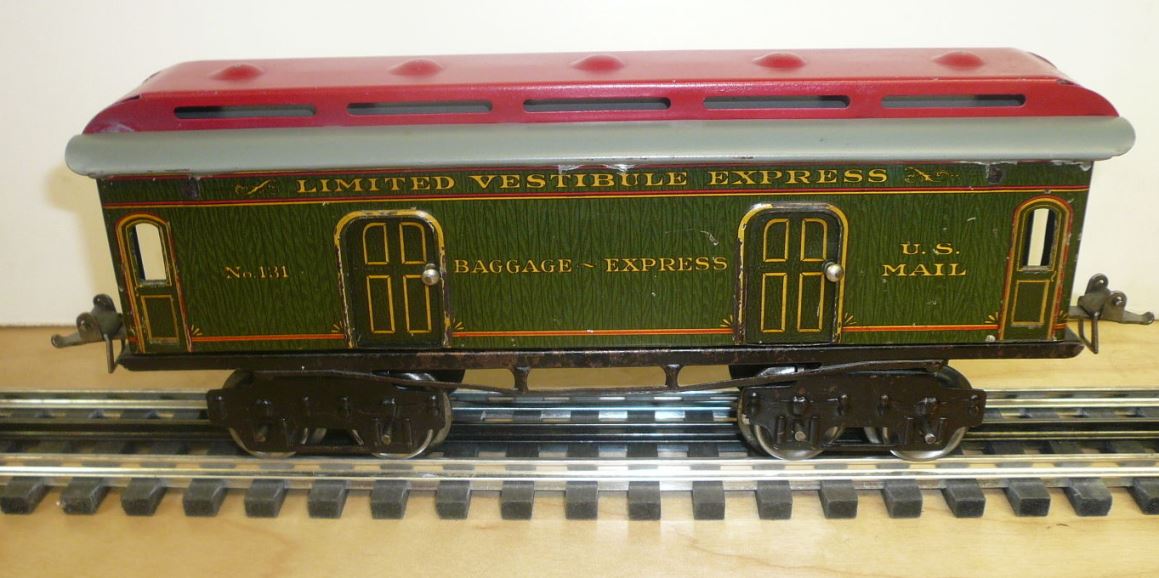 LIMITED VESTIBULE EXPRESS
No. 131
BAGGAGE ~ EXPRESS
U. S.
MAIL